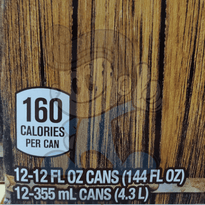 160
CALORIES
PER CAN
12-12 FL OZ CANS (144 FL OZ)
12-355 mL CANS (4.3 L)